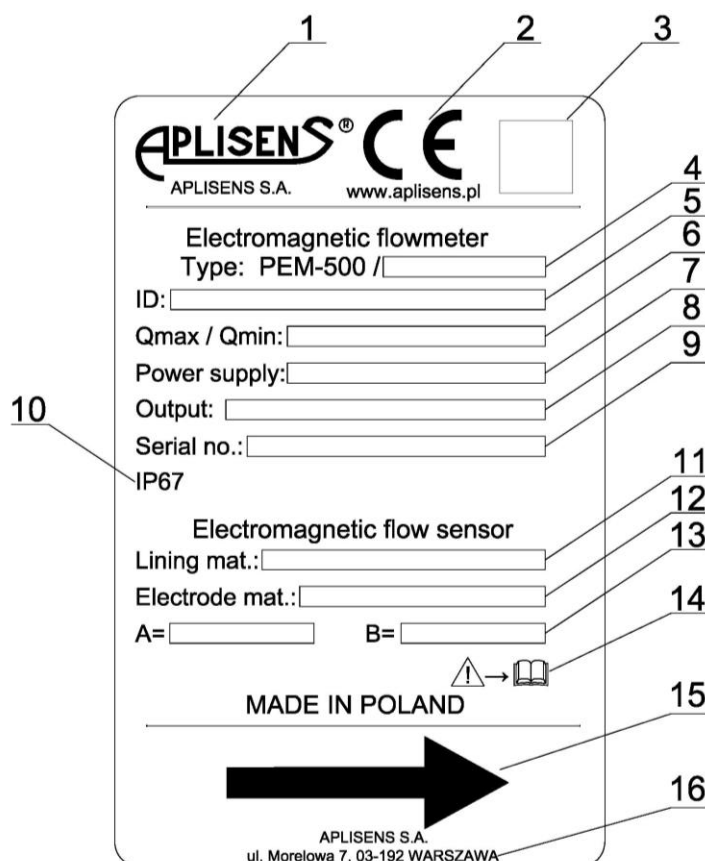 1 2 3
APLISENS® CE
APLISENS S.A. www.aplisens.pl
4
Electromagnetic flowmeter
5
Type: PEM-500 /
6
ID:
7
Qmax / Qmin:
8
Power supply:
9
Output:
10
Serial no.:
IP67
11
Electromagnetic flow sensor
12
Lining mat.:
13
Electrode mat.:
A= B=
14
MADE IN POLAND
15
16
APLISENS S.A.
ul. Morelowa 7, 03-192 WARSZAWA